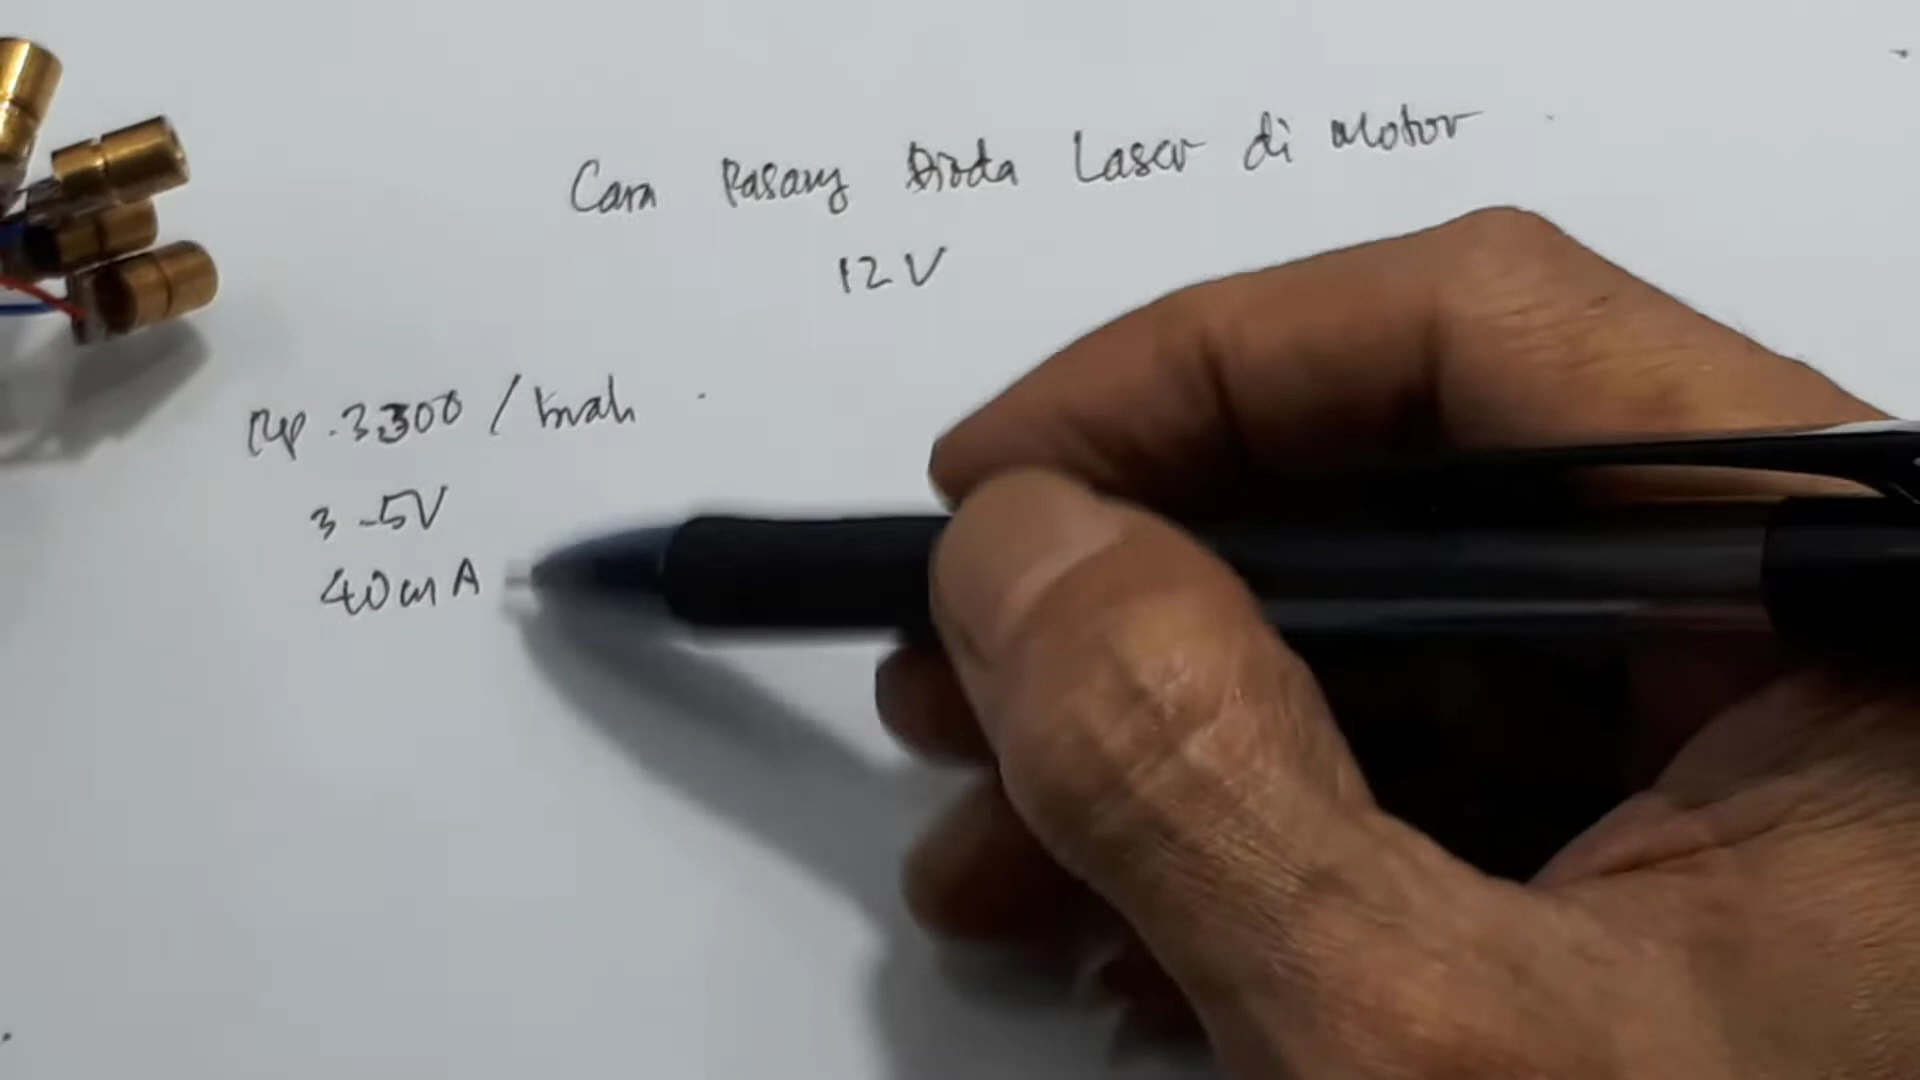 Cara Pasang Dioda Laser di Motor
12V
Rp. 3300 / buah
3 - 5V
40mA